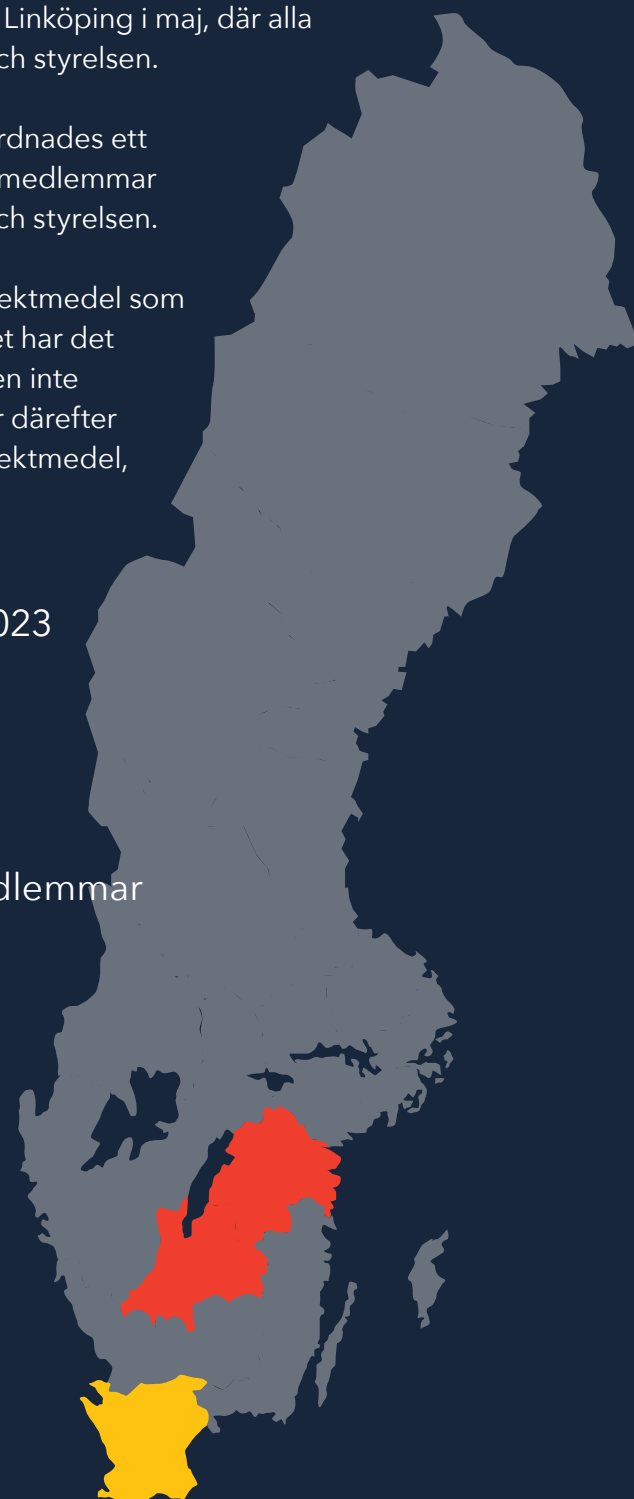 Linköping i maj, där alla
ch styrelsen.
rdnades ett
medlemmar
ch styrelsen.
ektmedel som
et har det
en inte
r därefter
ektmedel,
023
dlemmar